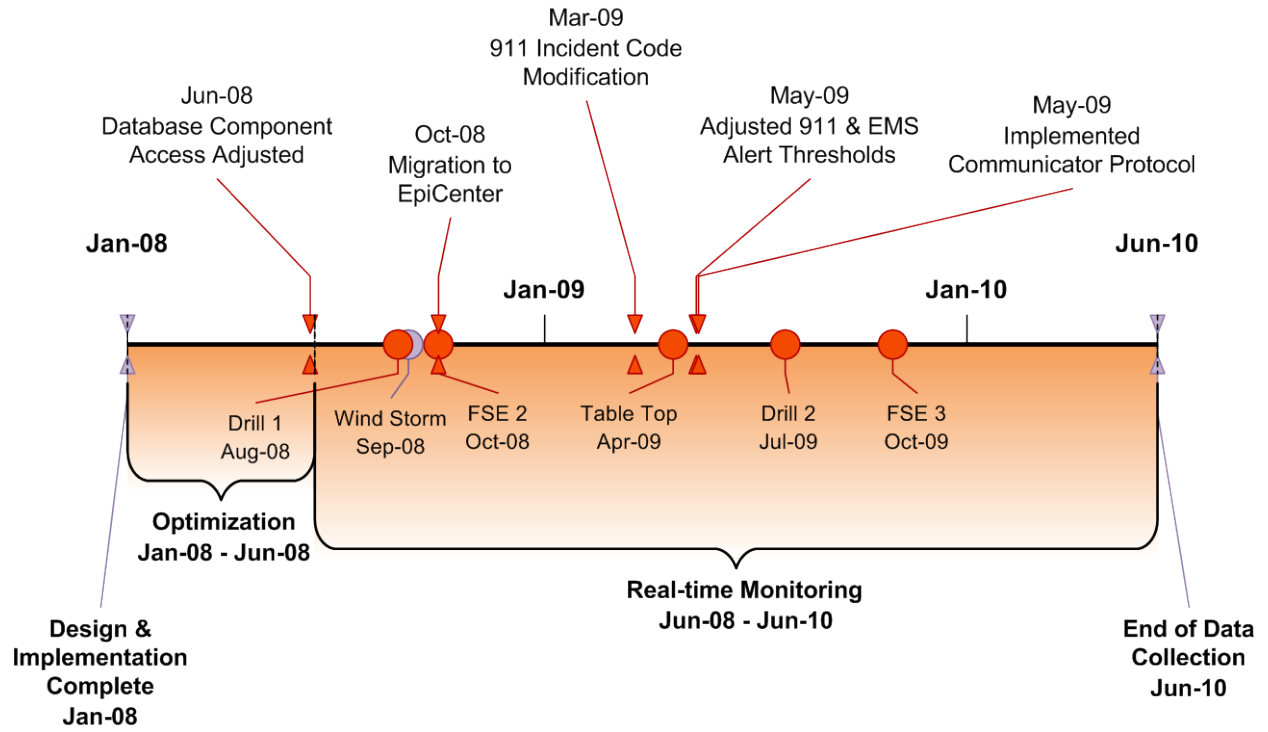 Mar-09
911 Incident Code
Modification
Jun-08
Database Component
Access Adjusted
Oct-08
Migration to
EpiCenter
May-09
Adjusted 911 & EMS
Alert Thresholds
May-09
Implemented
Communicator Protocol
Jan-08
Jan-09
Jan-10
Jun-10
Drill 1
Aug-08
Wind Storm
Sep-08
FSE 2
Oct-08
Table Top
Apr-09
Drill 2
Jul-09
FSE 3
Oct-09
Optimization
Jan-08 - Jun-08
Real-time Monitoring
Jun-08 - Jun-10
Design &
Implementation
Complete
Jan-08
End of Data
Collection
Jun-10